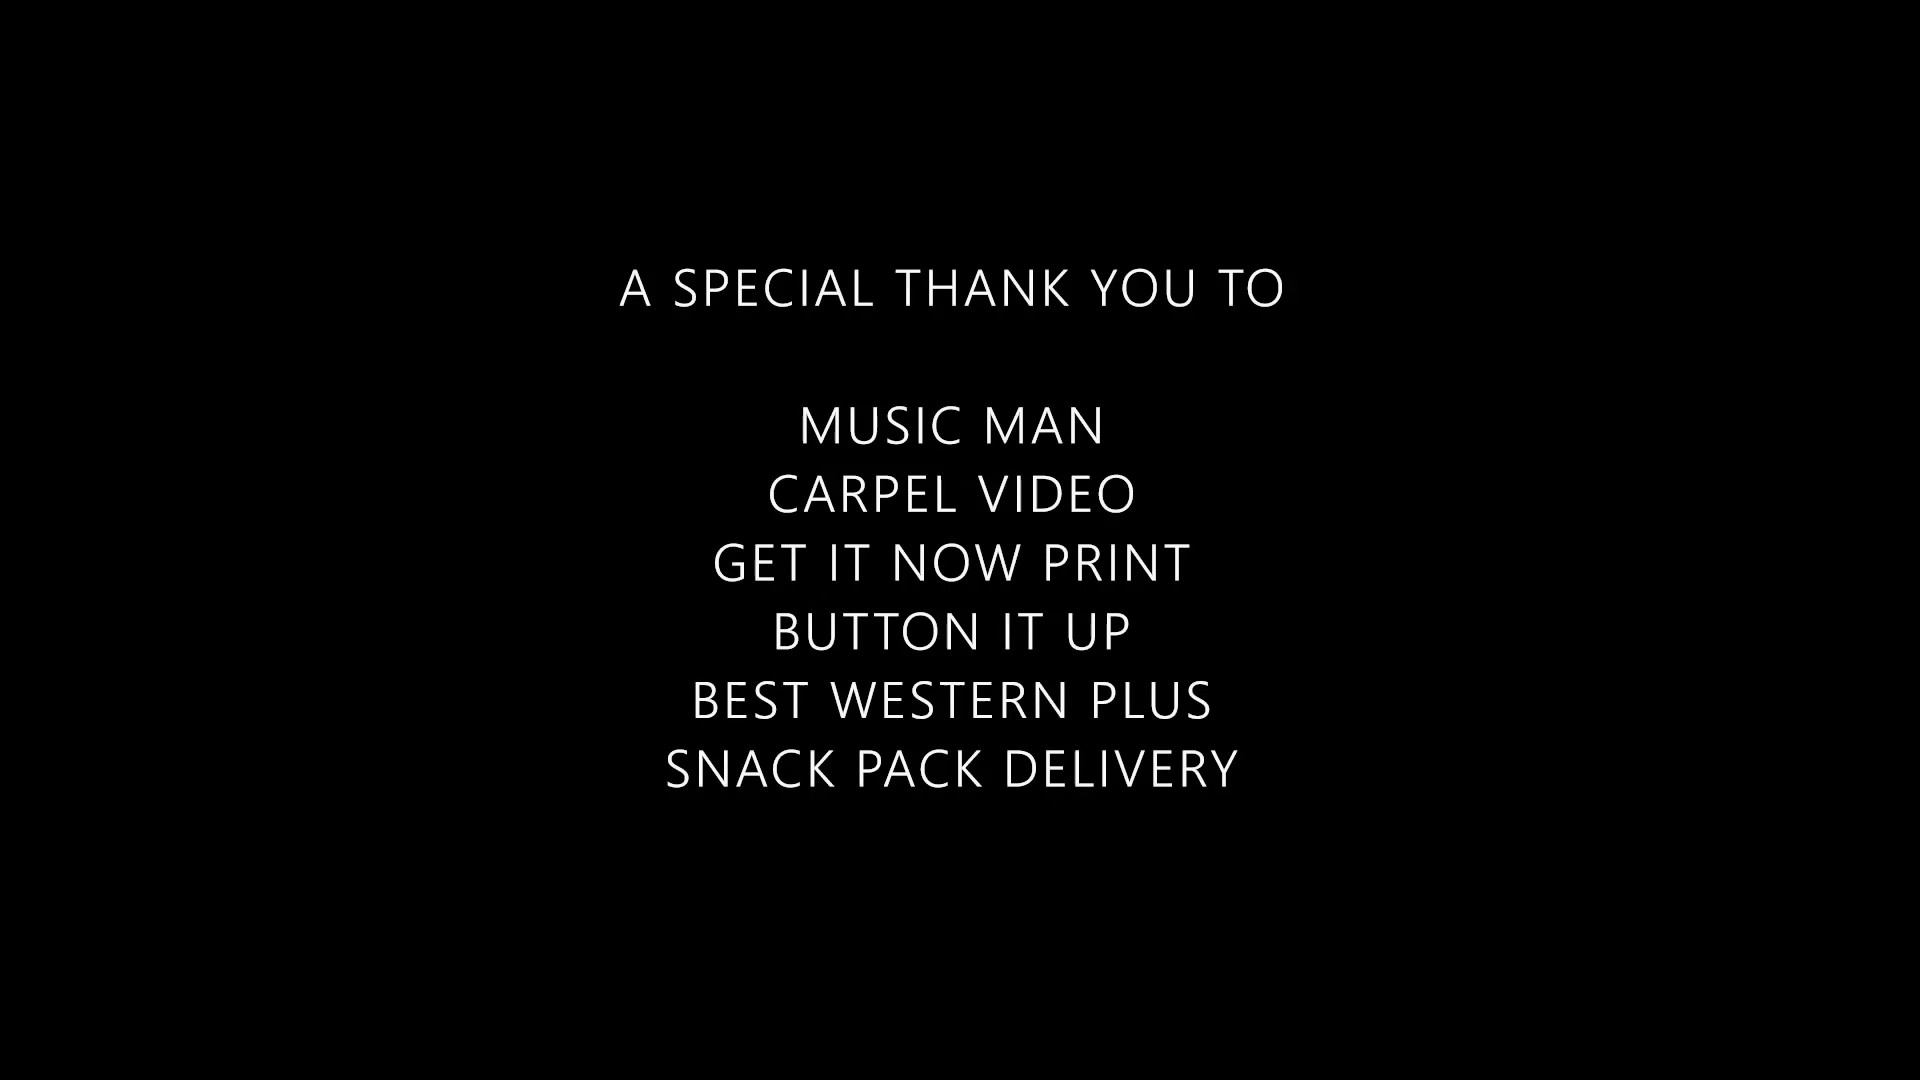 A SPECIAL THANK YOU TO
MUSIC MAN
CARPEL VIDEO
GET IT NOW PRINT
BUTTON IT UP
BEST WESTERN PLUS
SNACK PACK DELIVERY